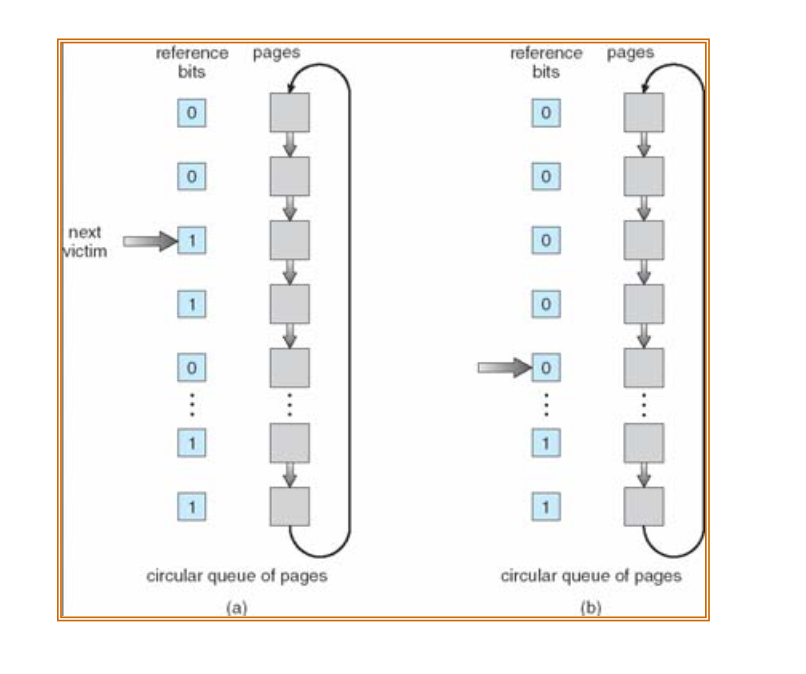 reference pages
bits
0
0
next
victim
1
1
0
1
1
circular queue of pages
(a)
reference pages
bits
0
0
0
0
0
1
1
circular queue of pages
(b)